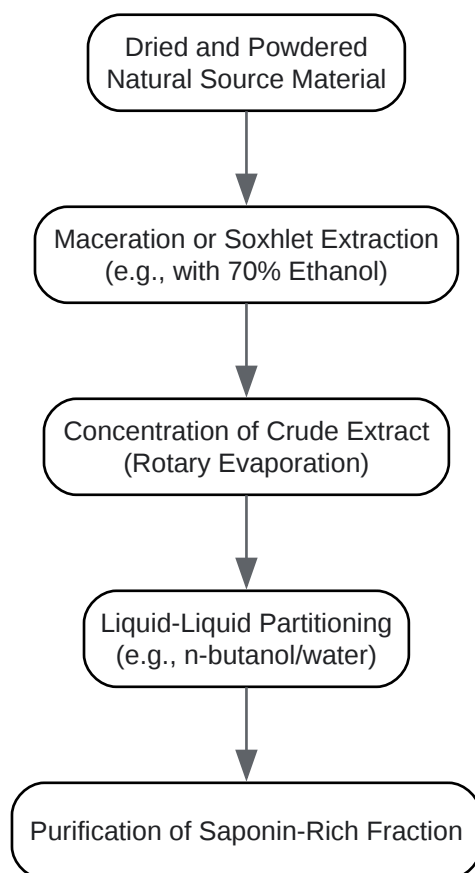 Dried and Powdered
Natural Source Material
Maceration or Soxhlet Extraction
(e.g., with 70% Ethanol)
Concentration of Crude Extract
(Rotary Evaporation)
Liquid-Liquid Partitioning
(e.g., n-butanol/water)
Purification of Saponin-Rich Fraction